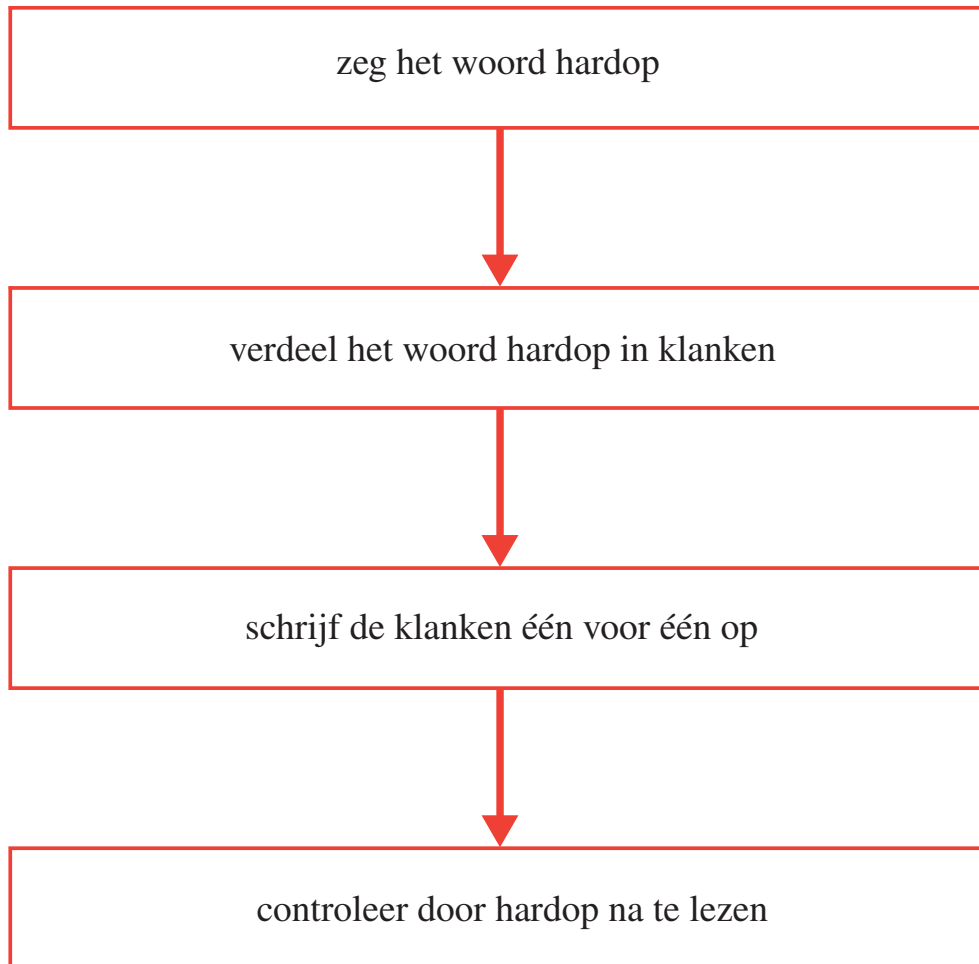 zeg het woord hardop
verdeel het woord hardop in klanken
schrijf de klanken één voor één op
controleer door hardop na te lezen